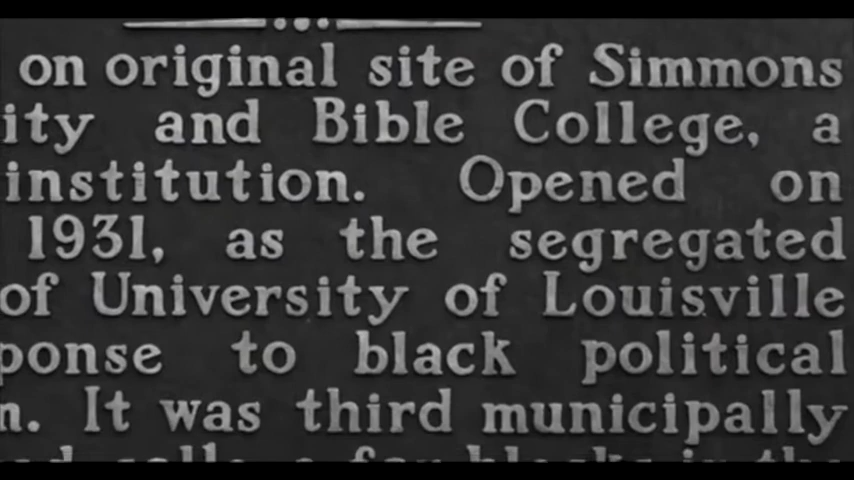 on original site of Simmons
ity and Bible College, a
institution. Opened on
1931, as the segregated
of University of Louisville
ponse to black political
n. It was third municipally